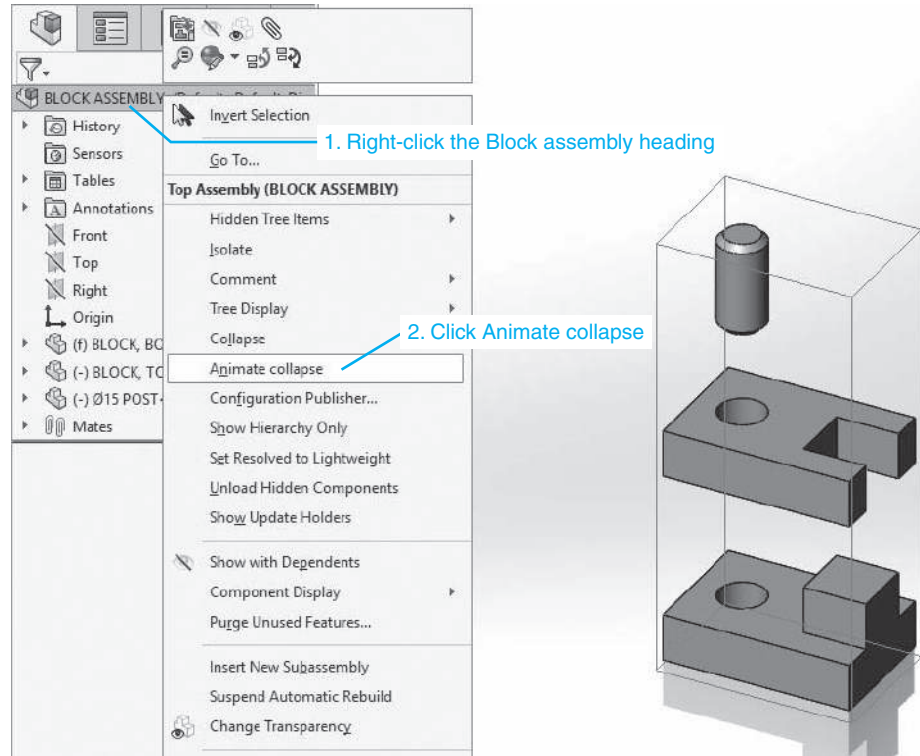 BLOCK ASSEMBLY
Invert Selection
1. Right-click the Block assembly heading
History
Sensors
Go To...
Tables
Top Assembly (BLOCK ASSEMBLY)
Annotations
Hidden Tree Items
Front
Isolate
Top
Comment
Right
Tree Display
Origin
2. Click Animate collapse
Collapse
(f) BLOCK, BO
(-) BLOCK, TO
Animate collapse
(-) Ø15 POST
Configuration Publisher...
Mates
Show Hierarchy Only
Set Resolved to Lightweight
Unload Hidden Components
Show Update Holders
Show with Dependents
Component Display
Purge Unused Features...
Insert New Subassembly
Suspend Automatic Rebuild
Change Transparency